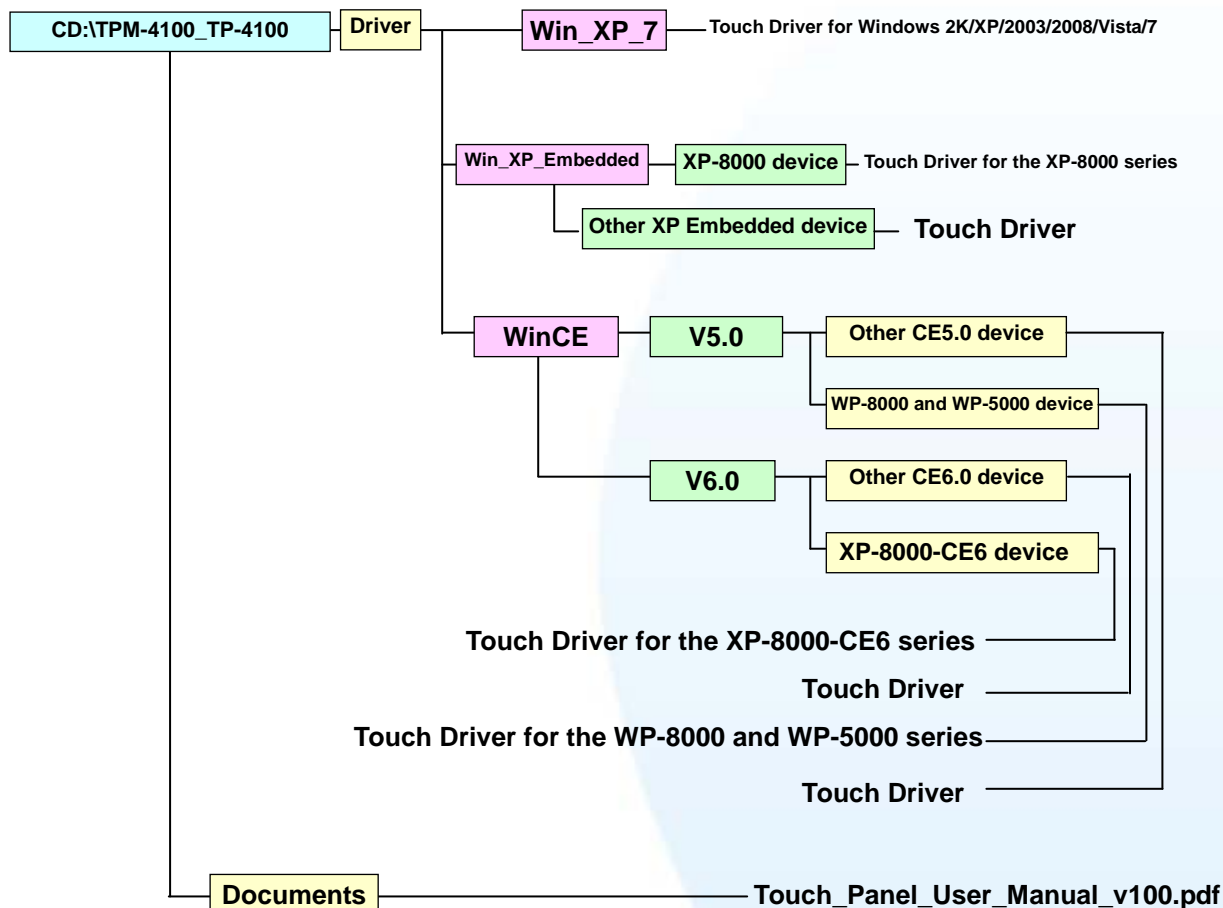 CD:\TPM-4100_TP-4100
Driver
Win_XP_7
Touch Driver for Windows 2K/XP/2003/2008/Vista/7
Win_XP_Embedded
XP-8000 device
Touch Driver for the XP-8000 series
Other XP Embedded device
Touch Driver
WinCE
V5.0
Other CE5.0 device
WP-8000 and WP-5000 device
V6.0
Other CE6.0 device
XP-8000-CE6 device
Touch Driver for the XP-8000-CE6 series
Touch Driver
Touch Driver for the WP-8000 and WP-5000 series
Touch Driver
Documents
Touch_Panel_User_Manual_v100.pdf